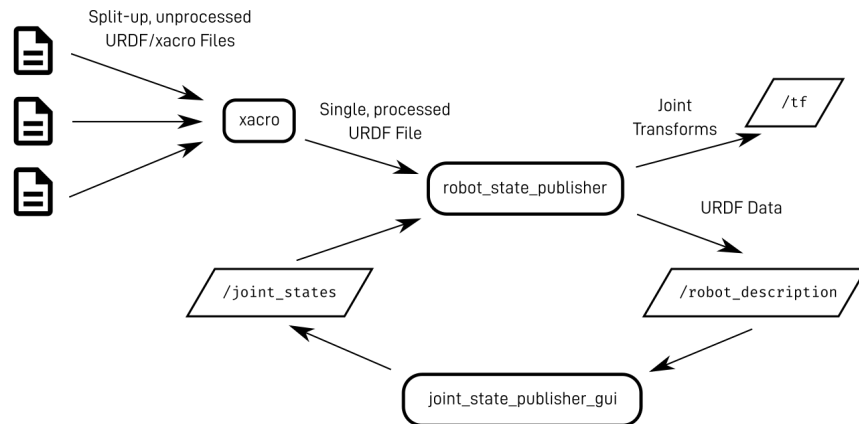 Split-up, unprocessed
URDF/xacro Files
xacro
Single, processed
URDF File
Joint
Transforms
/tf
robot_state_publisher
URDF Data
/joint_states
/robot_description
joint_state_publisher_gui